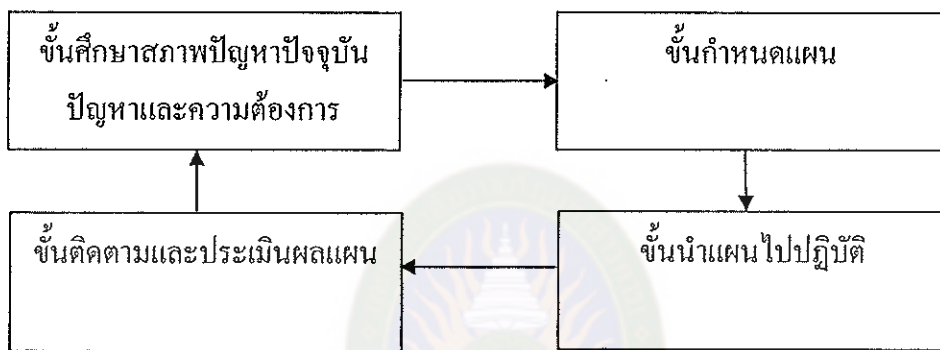 ขั้นศึกษาสภาพปัญหาปัจจุบัน
ปัญหาและความต้องการ
ขั้นกำหนดแผน
ขั้นติดตามและประเมินผลแผน
ขั้นนำแผนไปปฏิบัติ